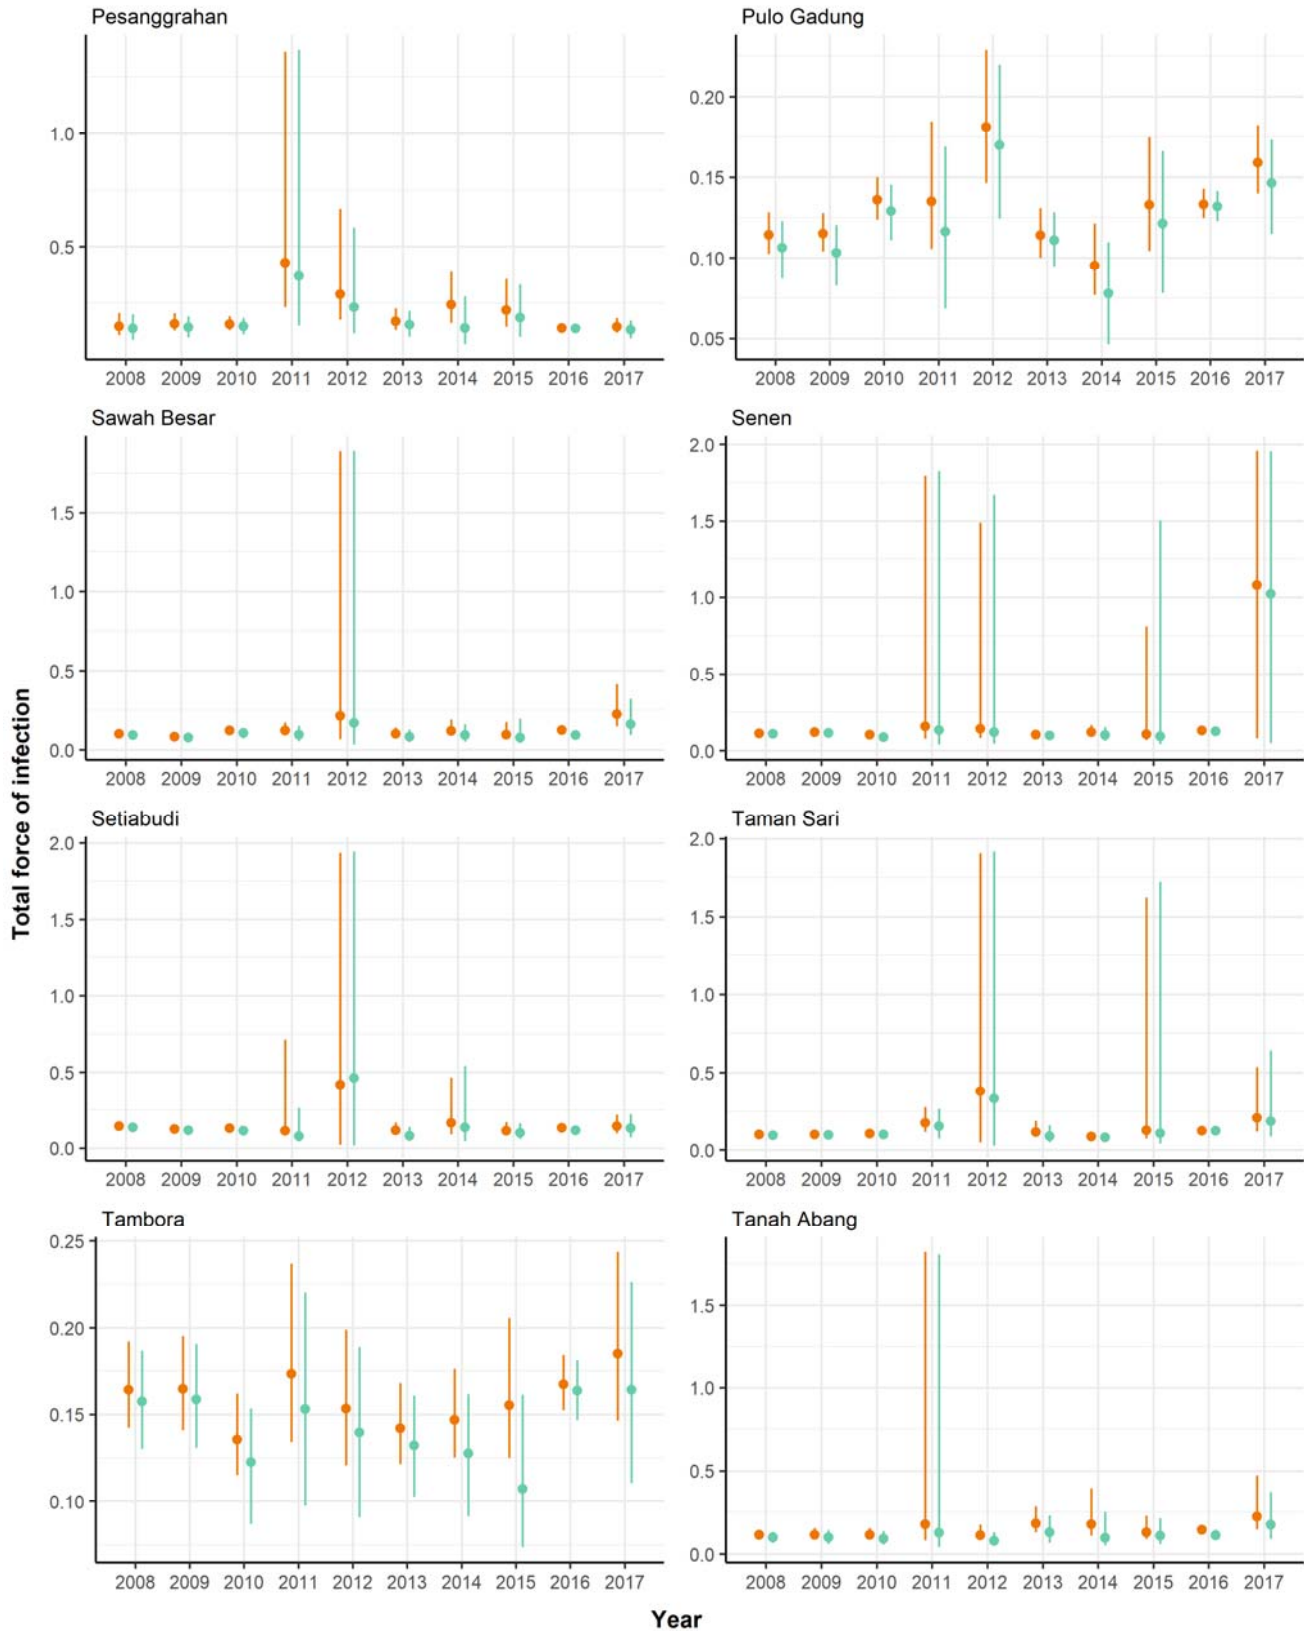 Pesanggrahan
1.0
0.5
2008 2009 2010 2011 2012 2013 2014 2015 2016 2017
Pulo Gadung
0.20
0.15
0.10
0.05
2008 2009 2010 2011 2012 2013 2014 2015 2016 2017
Sawah Besar
1.5
1.0
0.5
0.0
2008 2009 2010 2011 2012 2013 2014 2015 2016 2017
Senen
2.0
1.5
1.0
0.5
0.0
2008 2009 2010 2011 2012 2013 2014 2015 2016 2017
Total force of infection
Setiabudi
2.0
1.5
1.0
0.5
0.0
2008 2009 2010 2011 2012 2013 2014 2015 2016 2017
Taman Sari
2.0
1.5
1.0
0.5
0.0
2008 2009 2010 2011 2012 2013 2014 2015 2016 2017
Tambora
0.25
0.20
0.15
0.10
2008 2009 2010 2011 2012 2013 2014 2015 2016 2017
Tanah Abang
1.5
1.0
0.5
0.0
2008 2009 2010 2011 2012 2013 2014 2015 2016 2017
Year